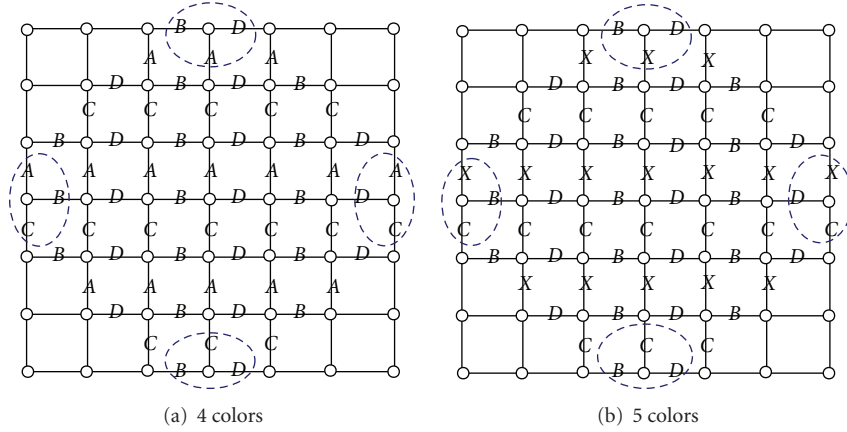 B D
A A A
D B D B
C C C C C
B D B D B D
A A A A A A A
B D B D B D
C C C C C C C
B D B D B D
A A A A A
D B D B
C C C
B D
(a) 4 colors
B D
X X X
D B D B
C C C C C
B D B D B D
X X X X X X X
B D B D B D
C C C C C C C
B D B D B D
X X X X X
D B D B
C C C
B D
(b) 5 colors